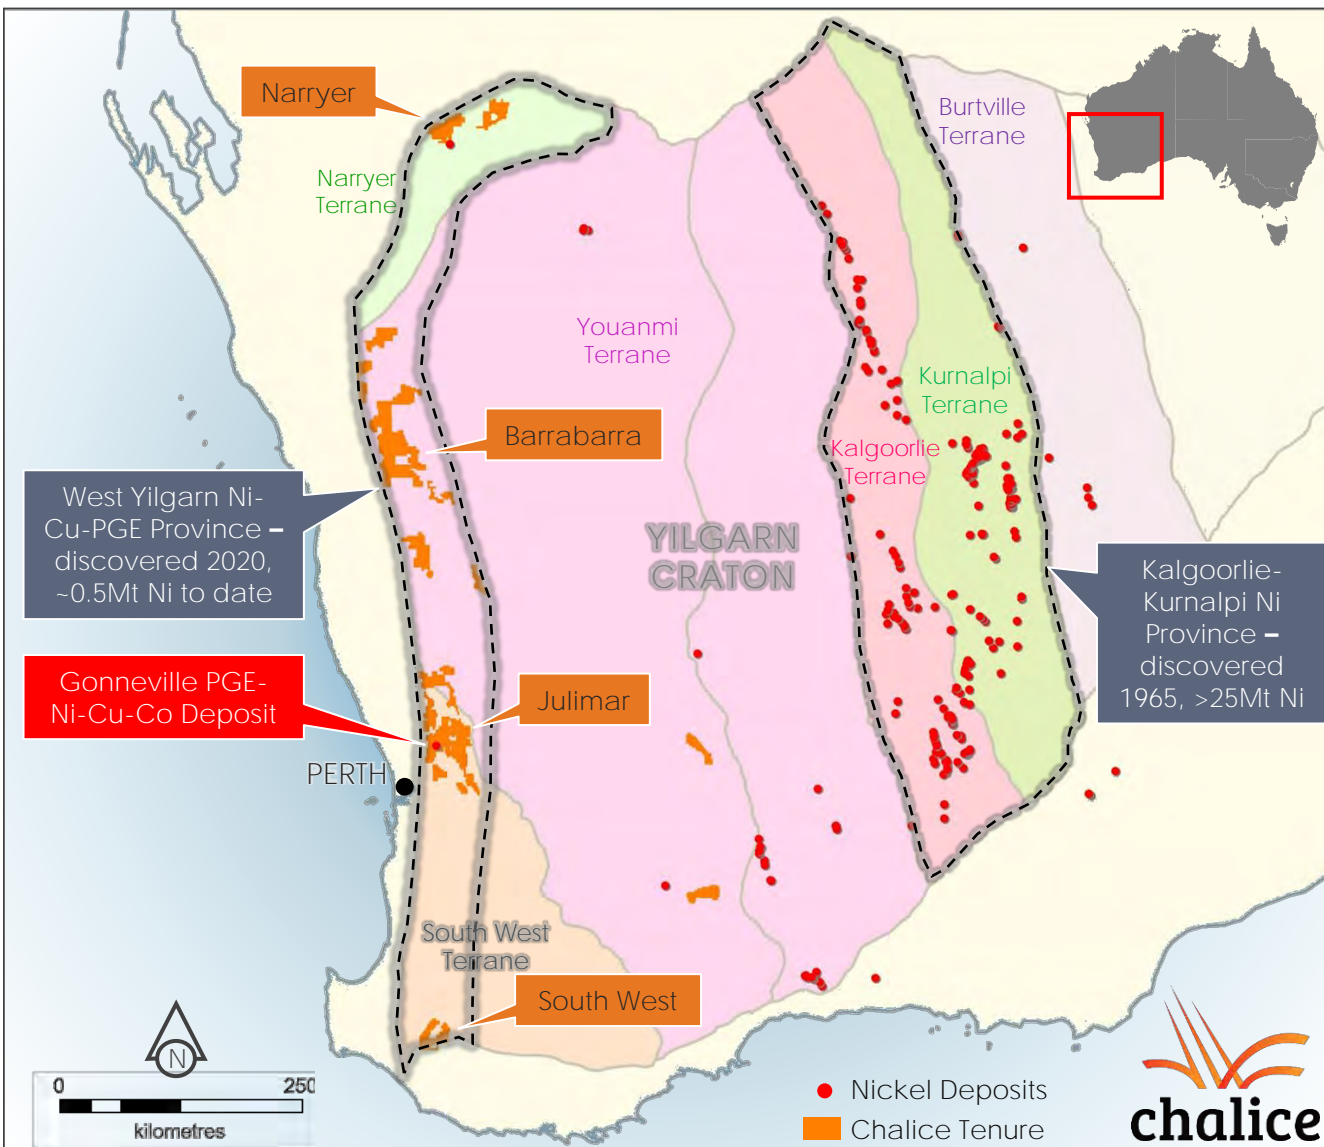 Narryer
Burtville
Terrane
Narryer
Terrane
Youanmi
Terrane
Kurnalpi
Terrane
Barrabarra
Kalgoorlie
Terrane
West Yilgarn Ni-
Cu-PGE Province –
discovered 2020,
~0.5Mt Ni to date
YILGARN
CRATON
Kalgoorlie-
Kurnalpi Ni
Province –
discovered
1965, >25Mt Ni
Gonneville PGE-
Ni-Cu-Co Deposit
Julimar
PERTH
South West
Terrane
South West
N
0 250
kilometres
Nickel Deposits
Chalice Tenure
chalice